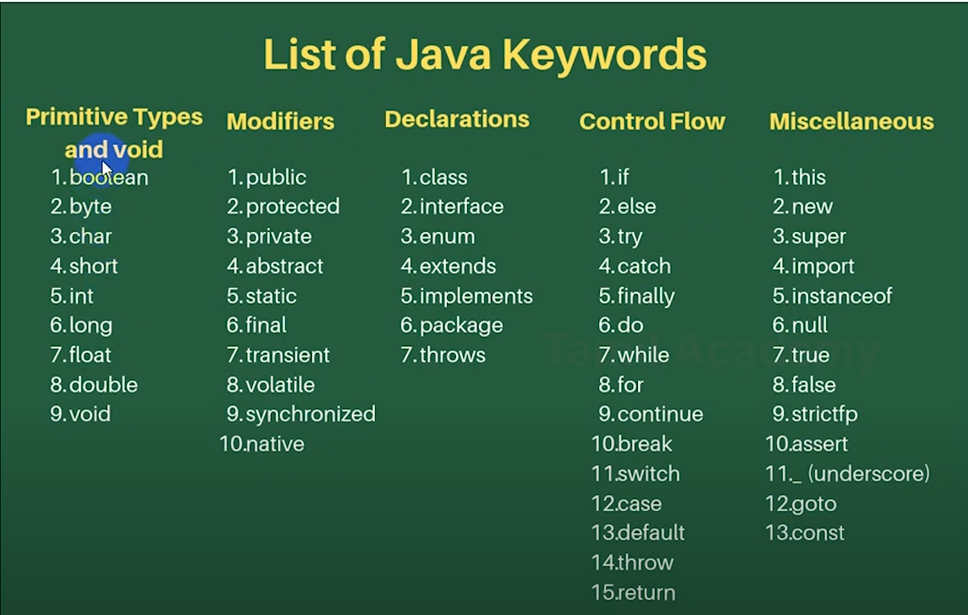 List of Java Keywords
Primitive Types
and void
1.boolean
2.byte
3.char
4.short
5.int
6.long
7.float
8.double
9.void
Modifiers
1.public
2.protected
3.private
4.abstract
5.static
6.final
7.transient
8.volatile
9.synchronized
10.native
Declarations
1.class
2.interface
3.enum
4.extends
5.implements
6.package
7.throws
Control Flow
1.if
2.else
3.try
4.catch
5.finally
6.do
7.while
8.for
9.continue
10.break
11.switch
12.case
13.default
14.throw
15.return
Miscellaneous
1.this
2.new
3.super
4.import
5.instanceof
6.null
7.true
8.false
9.strictfp
10.assert
11._ (underscore)
12.goto
13.const